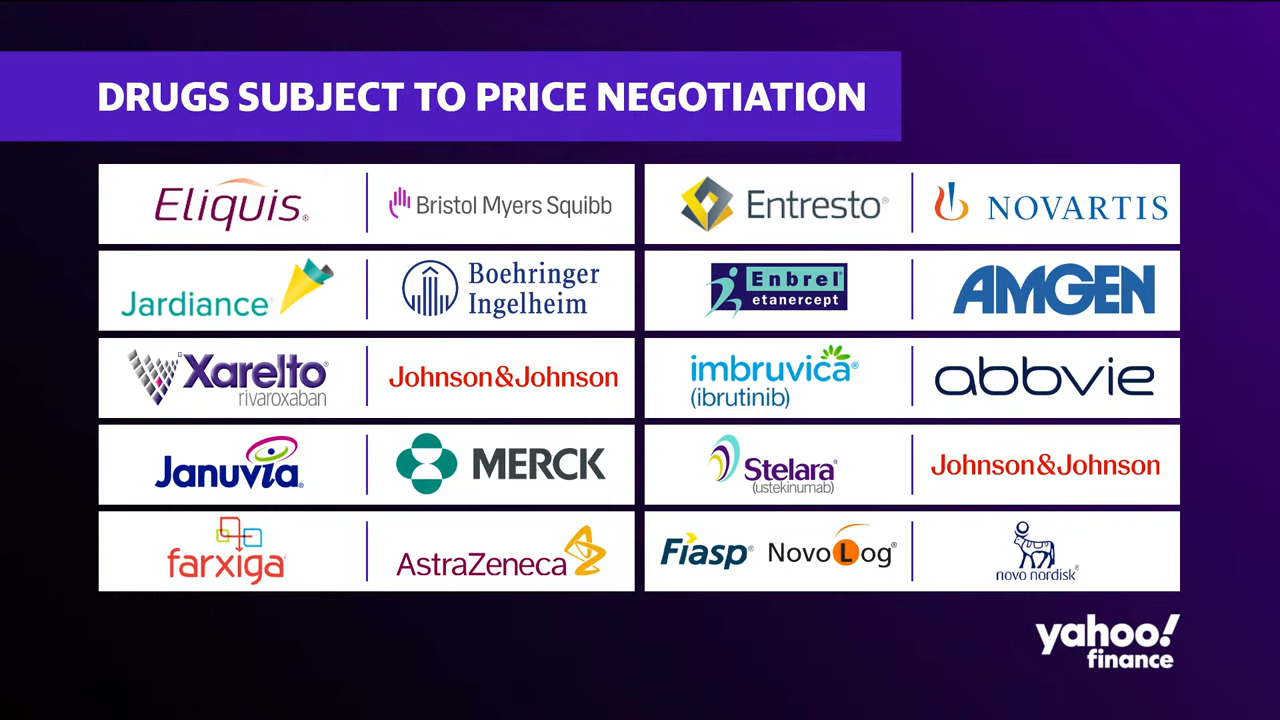 DRUGS SUBJECT TO PRICE NEGOTIATION
Eliquis®
Bristol Myers Squibb
Jardiance®
Boehringer
Ingelheim
Xarelto®
rivaroxaban
Johnson&Johnson
Januvia®
MERCK
farxiga
AstraZeneca
Entresto®
NOVARTIS
Enbrel®
etanercept
AMGEN
imbruvica®
(ibrutinib)
abbvie
Stelara®
(ustekinumab)
Johnson&Johnson
Fiasp® NovoLog®
novo nordisk®
yahoo!
finance